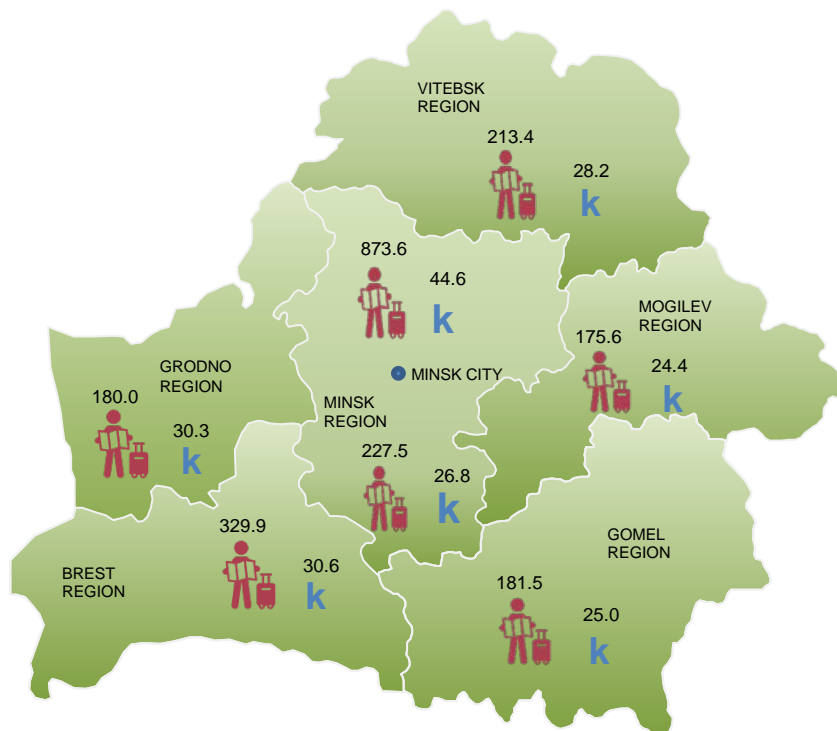 VITEBSK
REGION
213.4
28.2
k
873.6
44.6
k
MINSK CITY
MOGILEV
REGION
175.6
24.4
k
GRODNO
REGION
180.0
30.3
k
MINSK
REGION
227.5
26.8
k
BREST
REGION
329.9
30.6
k
GOMEL
REGION
181.5
25.0
k